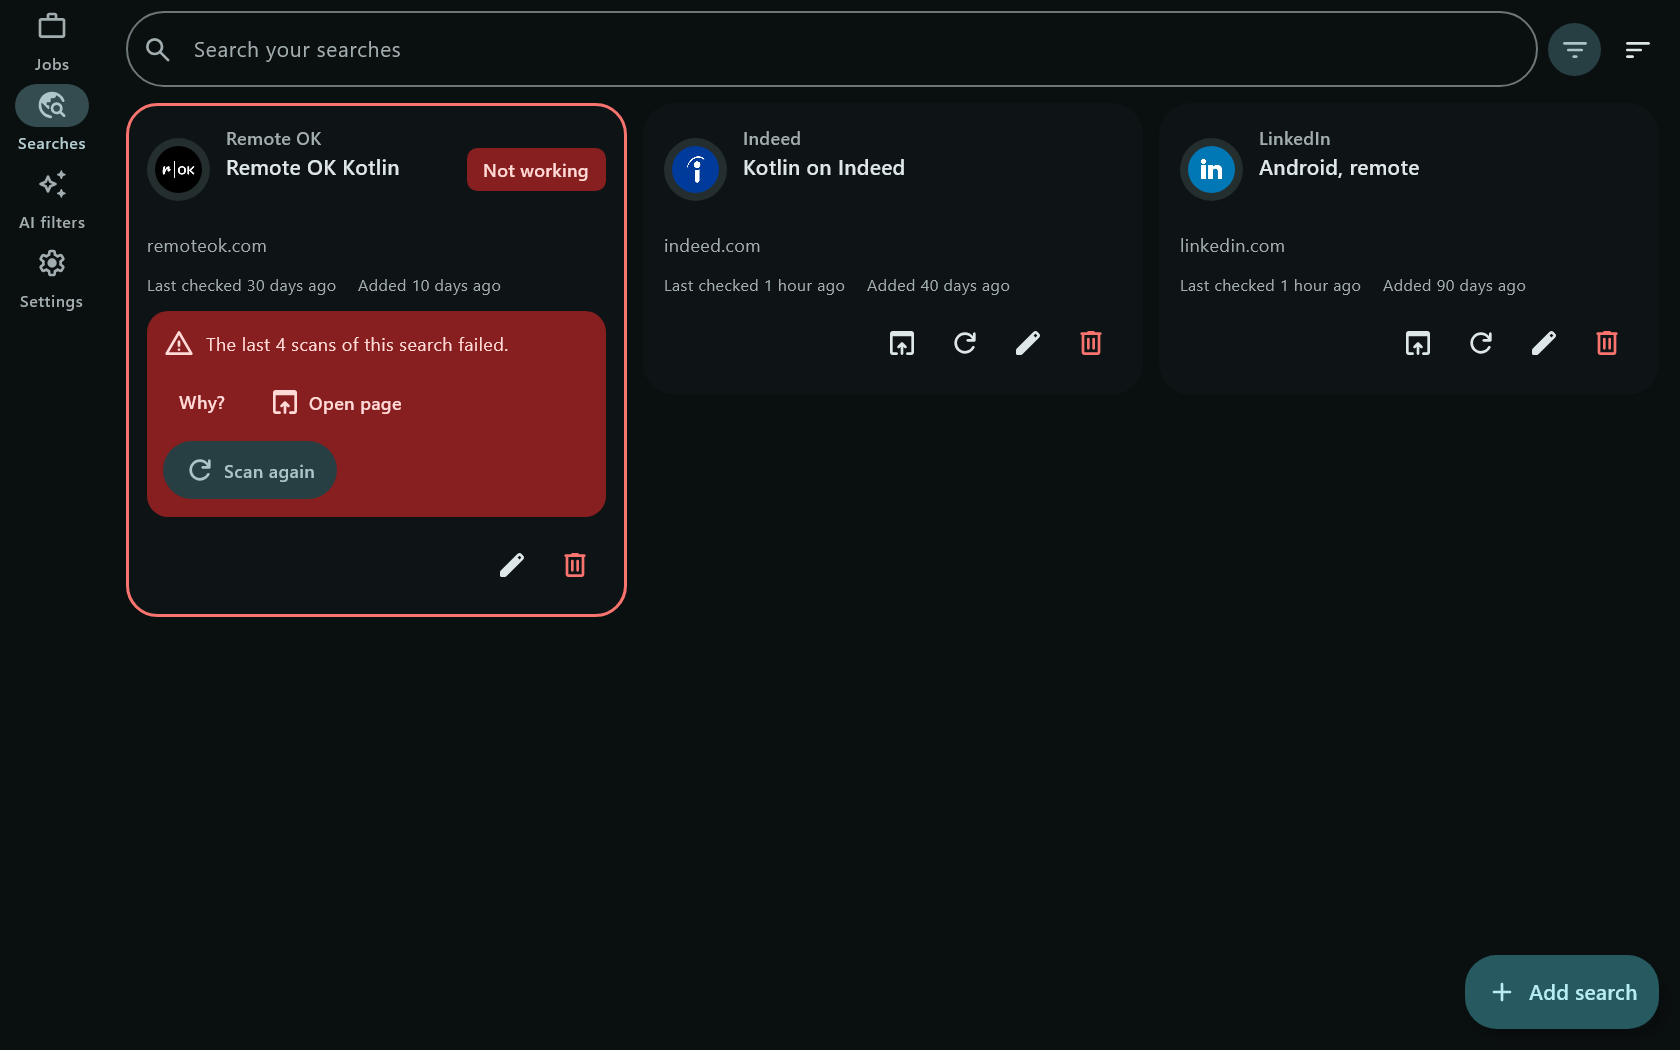 Jobs
Searches
AI filters
Settings
Search your searches
Remote OK
Remote OK Kotlin
Not working
r|OK
remoteok.com
Last checked 30 days ago Added 10 days ago
The last 4 scans of this search failed.
Why? Open page
Scan again
Indeed
Kotlin on Indeed
indeed.com
Last checked 1 hour ago Added 40 days ago
LinkedIn
Android, remote
in
linkedin.com
Last checked 1 hour ago Added 90 days ago
Add search